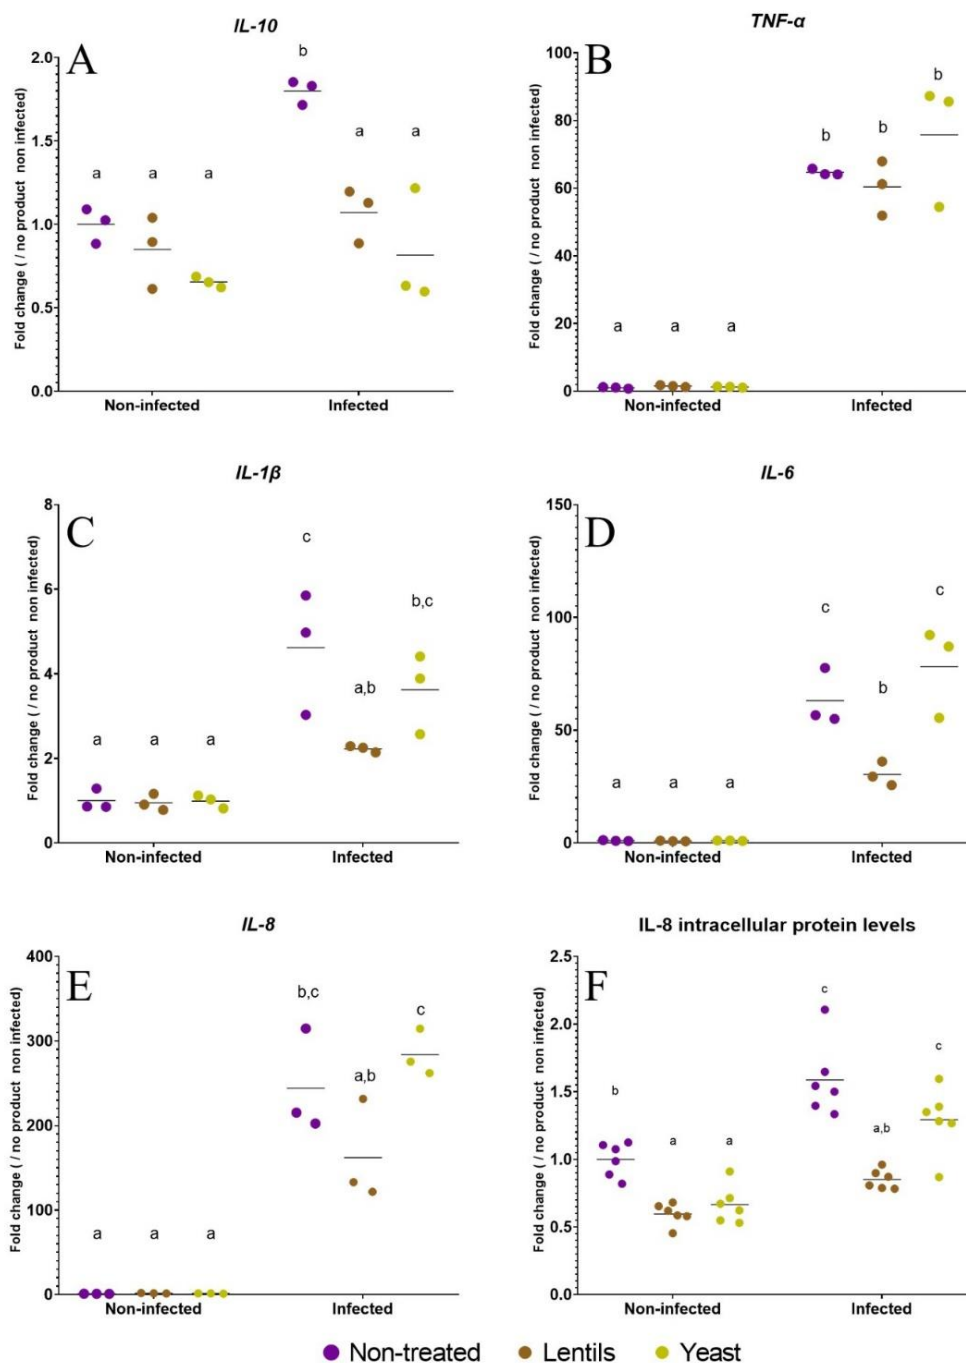 IL-10
A
Fold change ( / no product non infected)
2.0
1.5
1.0
0.5
0.0
a
a
a
b
a
a
Non-infected
Infected
TNF-α
B
Fold change ( / no product non infected)
100
80
60
40
20
0
a
a
a
b
b
b
Non-infected
Infected
IL-1β
C
Fold change ( / no product non infected)
8
6
4
2
0
a
a
a
c
a,b
b,c
Non-infected
Infected
IL-6
D
Fold change ( / no product non infected)
150
100
50
0
a
a
a
c
b
c
Non-infected
Infected
IL-8
E
Fold change ( / no product non infected)
400
300
200
100
0
a
a
a
b,c
a,b
c
Non-infected
Infected
IL-8 intracellular protein levels
F
Fold change ( / no product non infected)
2.5
2.0
1.5
1.0
0.5
0.0
b
a
a
c
a,b
c
Non-infected
Infected
Non-treated
Lentils
Yeast